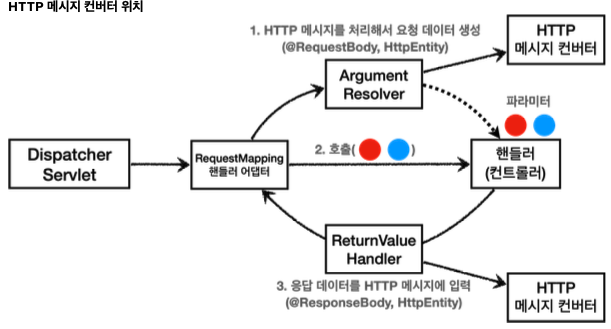 HTTP 메시지 컨버터 위치
1. HTTP 메시지를 처리해서 요청 데이터 생성
(@RequestBody, HttpEntity)
HTTP
메시지 컨버터
Argument
Resolver
파라미터
Dispatcher
Servlet
RequestMapping
핸들러 어댑터
2. 호출( )
핸들러
(컨트롤러)
ReturnValue
Handler
3. 응답 데이터를 HTTP 메시지에 입력
(@ResponseBody, HttpEntity)
HTTP
메시지 컨버터